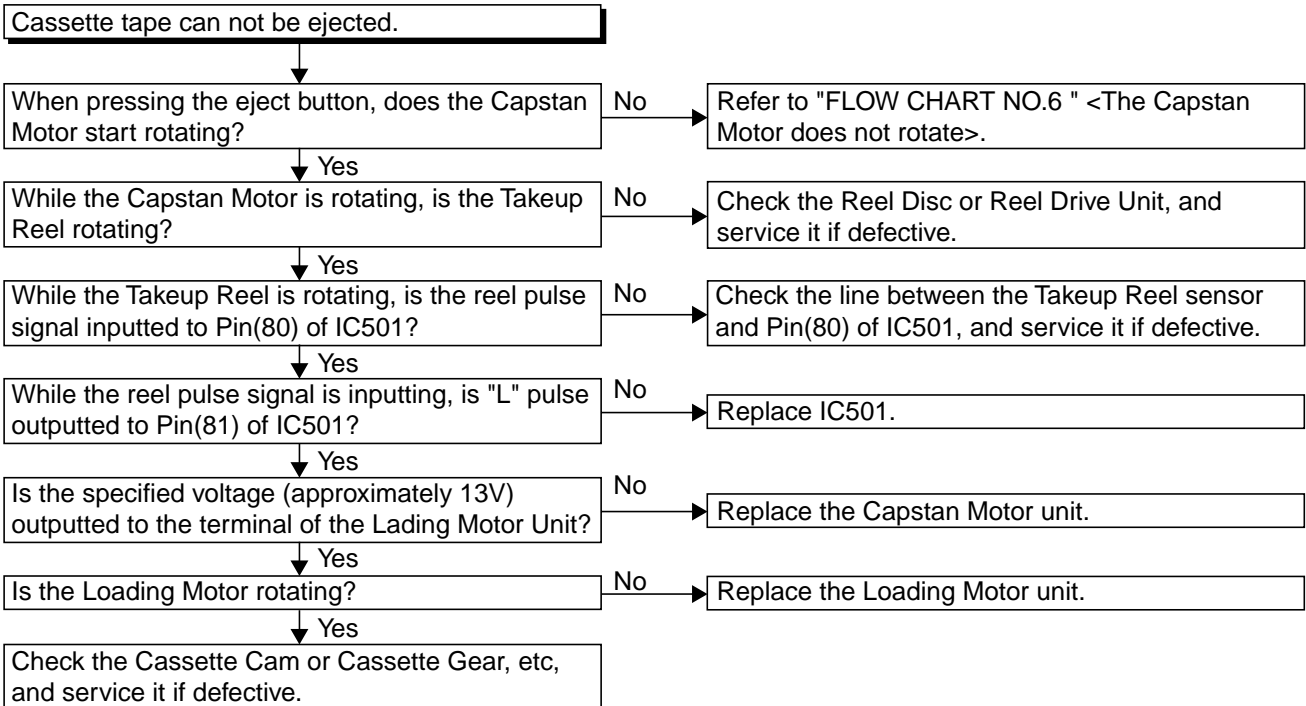 Cassette tape can not be ejected.
When pressing the eject button, does the Capstan
Motor start rotating?
No
Refer to "FLOW CHART NO.6 " <The Capstan
Motor does not rotate>.
Yes
While the Capstan Motor is rotating, is the Takeup
Reel rotating?
No
Check the Reel Disc or Reel Drive Unit, and
service it if defective.
Yes
While the Takeup Reel is rotating, is the reel pulse
signal inputted to Pin(80) of IC501?
No
Check the line between the Takeup Reel sensor
and Pin(80) of IC501, and service it if defective.
Yes
While the reel pulse signal is inputting, is "L" pulse
outputted to Pin(81) of IC501?
No
Replace IC501.
Yes
Is the specified voltage (approximately 13V)
outputted to the terminal of the Lading Motor Unit?
No
Replace the Capstan Motor unit.
Yes
Is the Loading Motor rotating?
No
Replace the Loading Motor unit.
Yes
Check the Cassette Cam or Cassette Gear, etc,
and service it if defective.